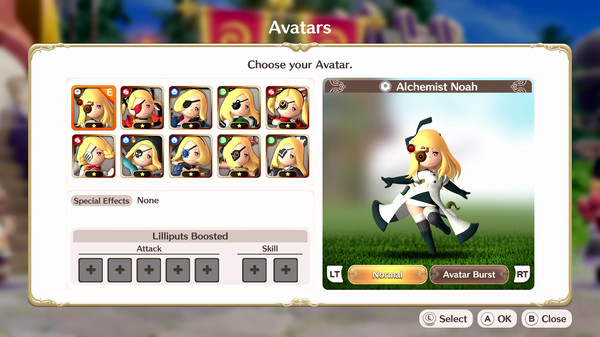 Avatars
Choose your Avatar.
E
Alchemist Noah
Special Effects None
Lilliputs Boosted
Attack Skill
LT Normal Avatar Burst RT
L Select A OK B Close